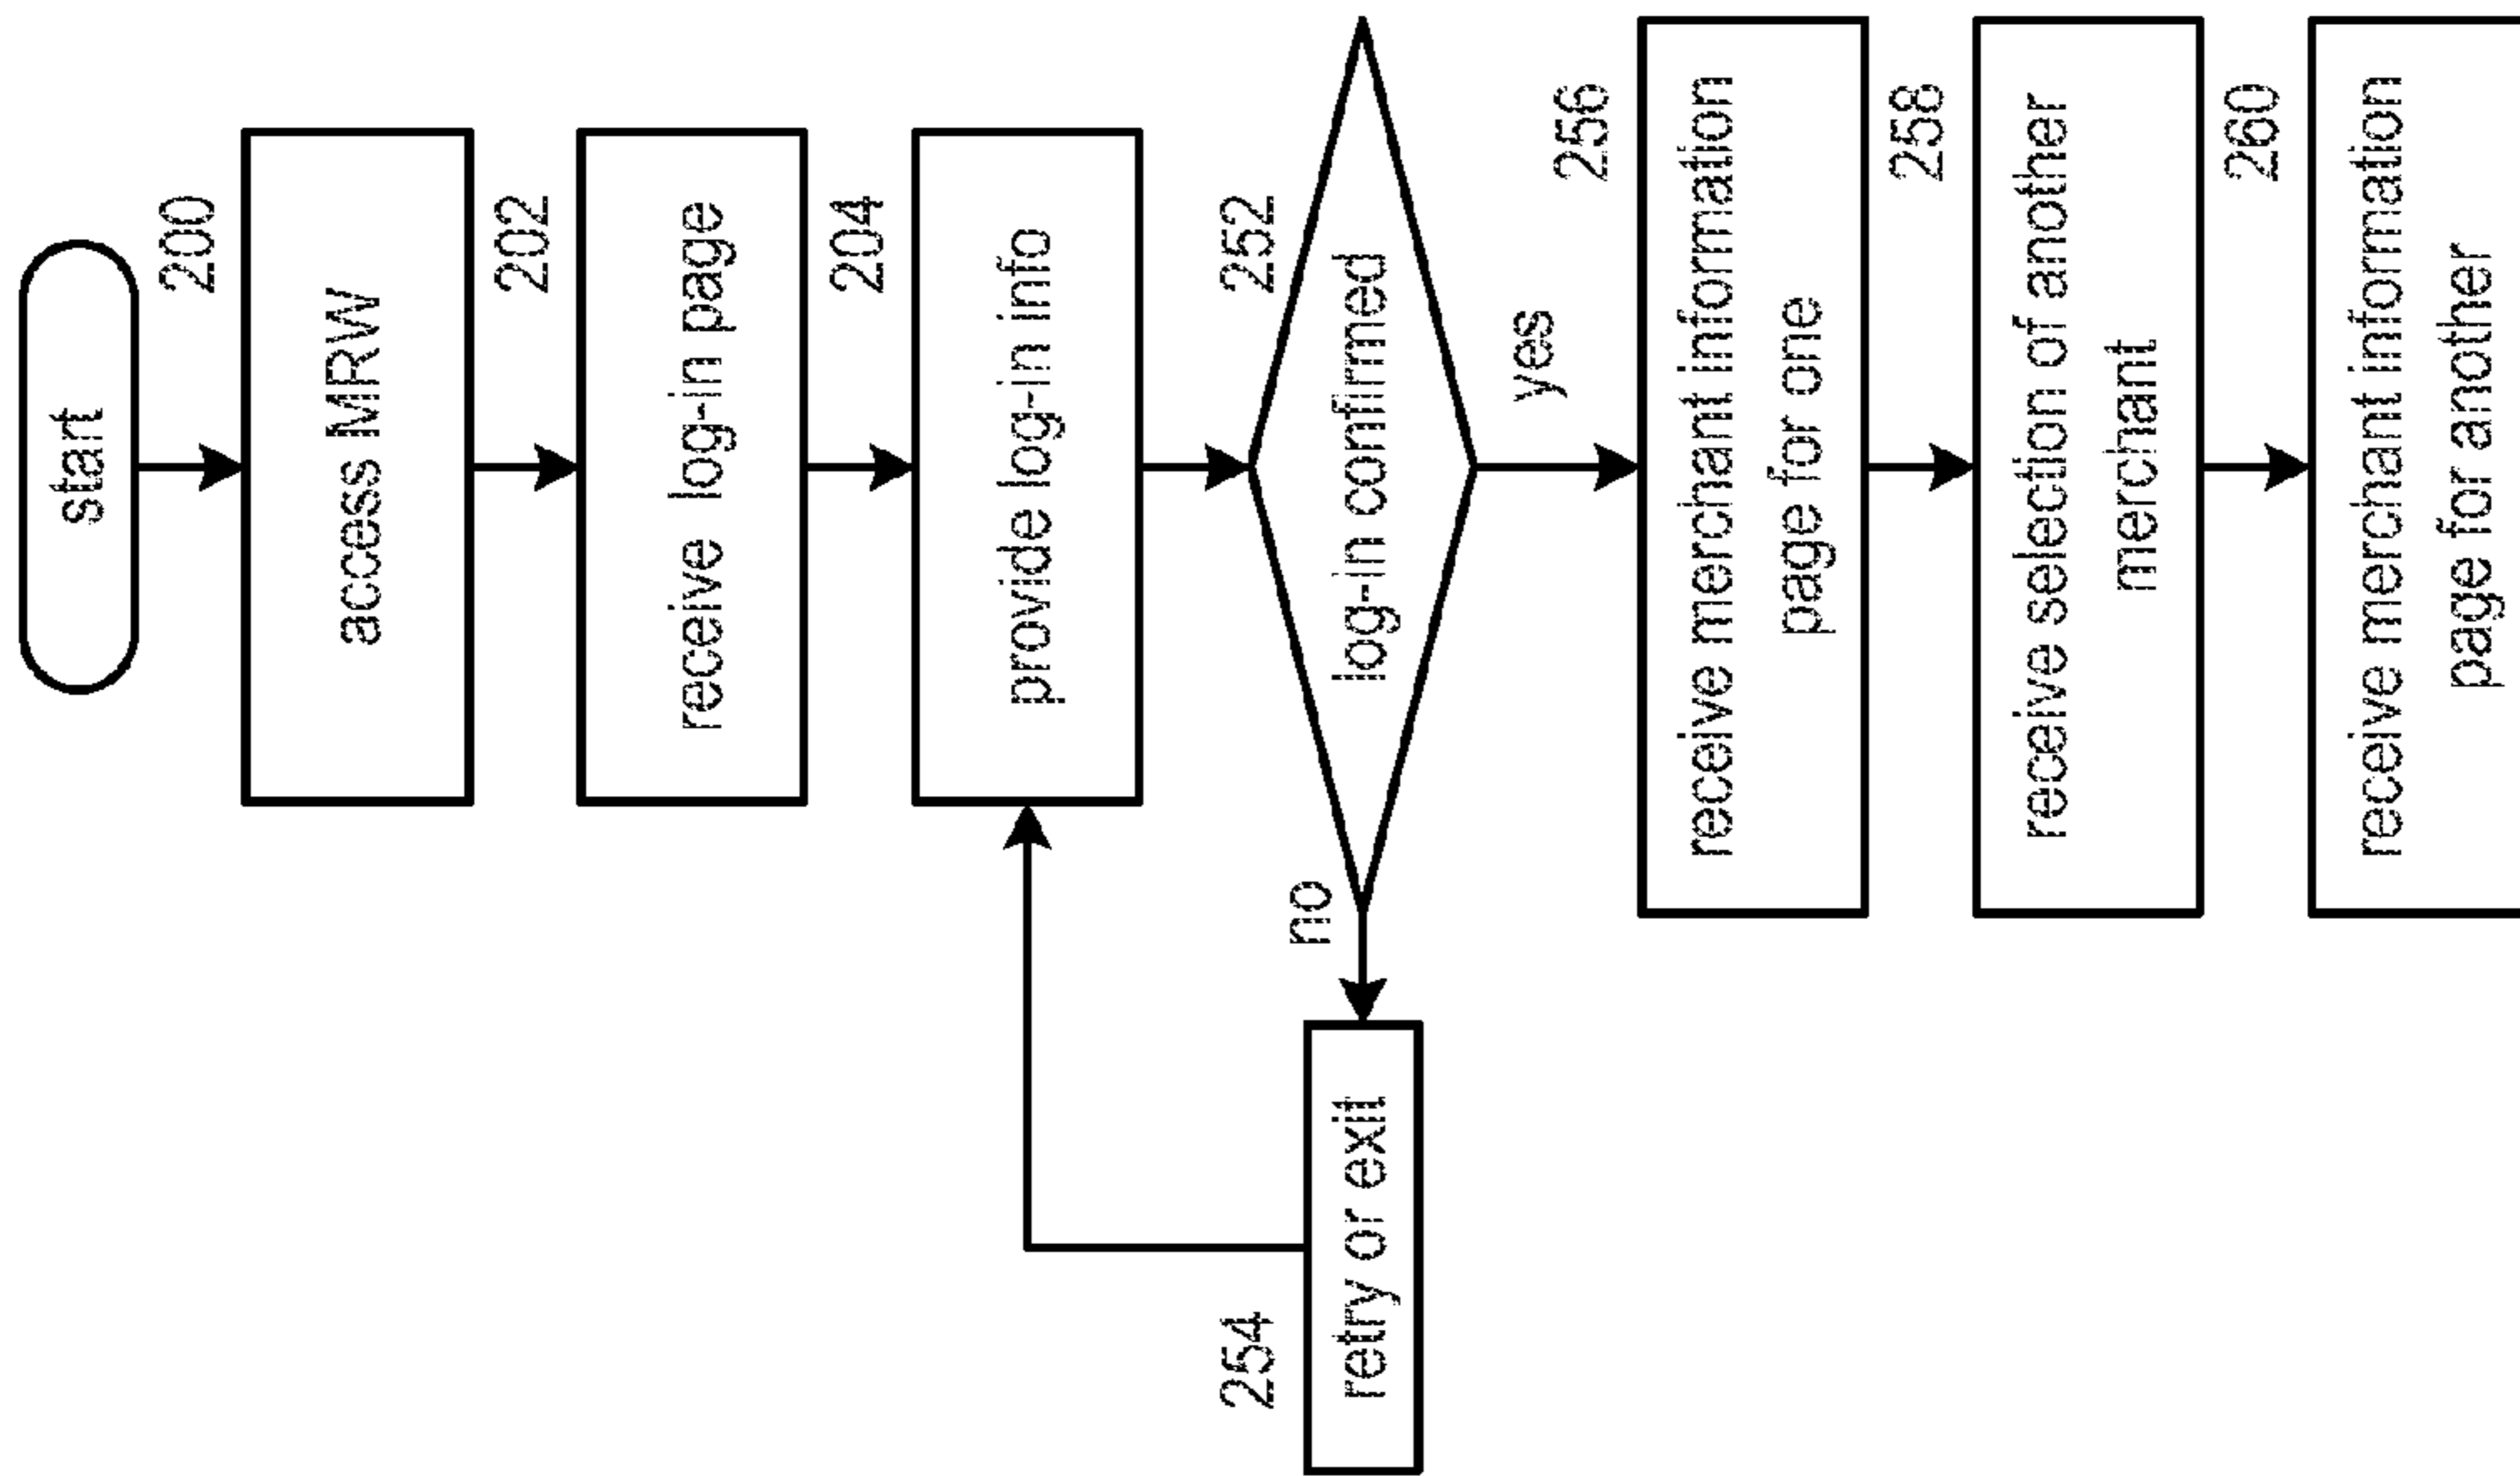 start
200
access MRW
202
receive log-in page
204
provide log-in info
252
log-in confirmed
no
254
retry or exit
yes
256
receive merchant information
page for one
258
receive selection of another
merchant
260
receive merchant information
page for another